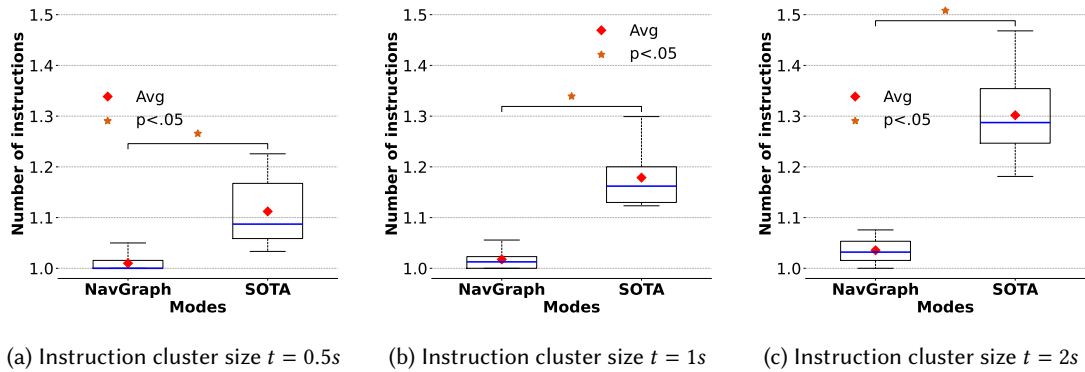 Number of instructions
1.5
1.4
1.3
1.2
1.1
1.0
Avg
p<.05
NavGraph SOTA
Modes
(a) Instruction cluster size t = 0.5s
Number of instructions
1.5
1.4
1.3
1.2
1.1
1.0
Avg
p<.05
NavGraph SOTA
Modes
(b) Instruction cluster size t = 1s
Number of instructions
1.5
1.4
1.3
1.2
1.1
1.0
Avg
p<.05
NavGraph SOTA
Modes
(c) Instruction cluster size t = 2s